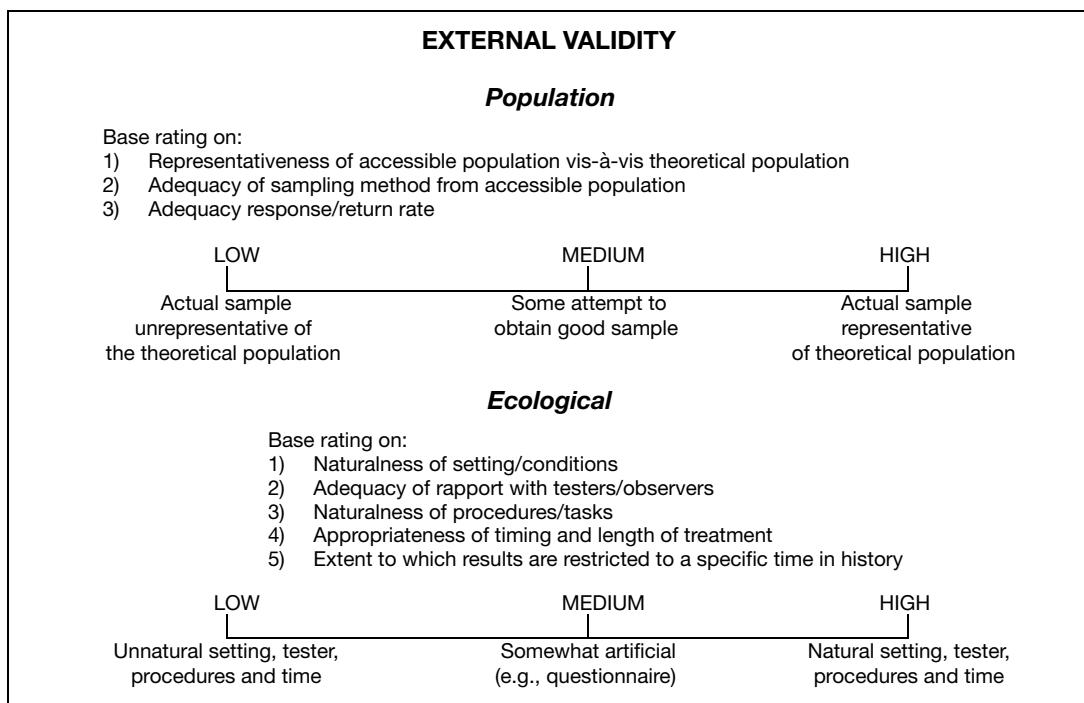 EXTERNAL VALIDITY
Population
Base rating on:
1) Representativeness of accessible population vis-à-vis theoretical population
2) Adequacy of sampling method from accessible population
3) Adequacy response/return rate
LOW MEDIUM HIGH
Actual sample Some attempt to Actual sample
unrepresentative of obtain good sample representative
the theoretical population of theoretical population
Ecological
Base rating on:
1) Naturalness of setting/conditions
2) Adequacy of rapport with testers/observers
3) Naturalness of procedures/tasks
4) Appropriateness of timing and length of treatment
5) Extent to which results are restricted to a specific time in history
LOW MEDIUM HIGH
Unnatural setting, tester, Somewhat artificial Natural setting, tester,
procedures and time (e.g., questionnaire) procedures and time